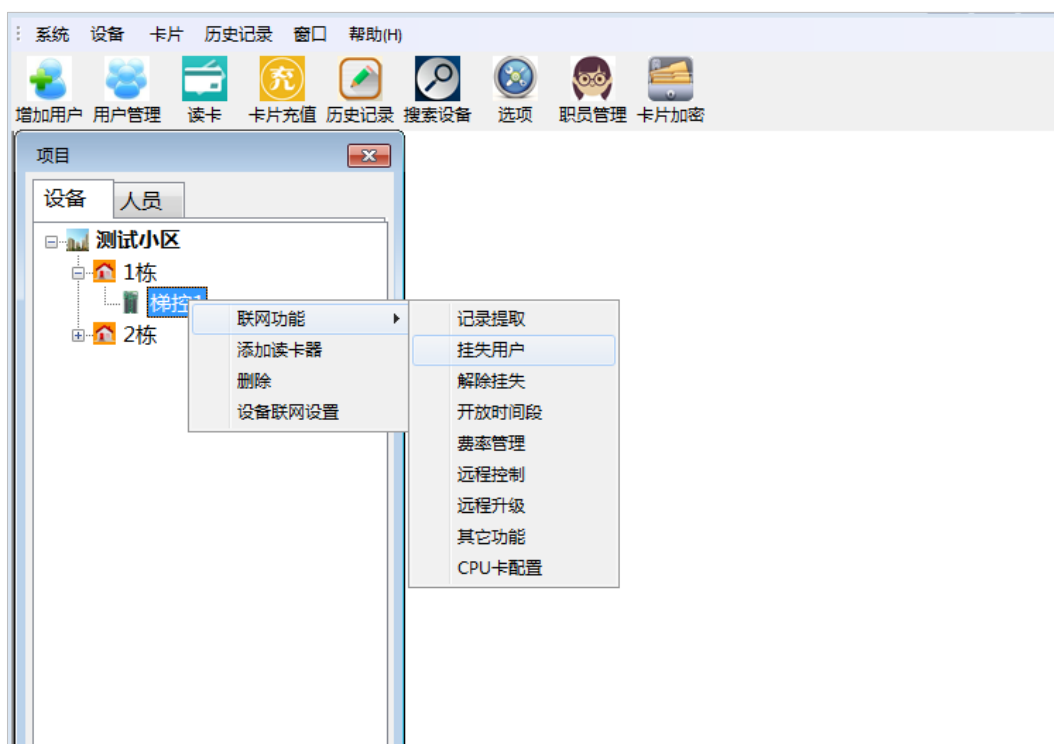 系统 设备 卡片 历史记录 窗口 帮助(H)
充
增加用户 用户管理 读卡 卡片充值 历史记录 搜索设备 选项 职员管理 卡片加密
项目
设备 人员
测试小区
1栋
梯控1
2栋
联网功能
添加读卡器
删除
设备联网设置
记录提取
挂失用户
解除挂失
开放时间段
费率管理
远程控制
远程升级
其它功能
CPU卡配置